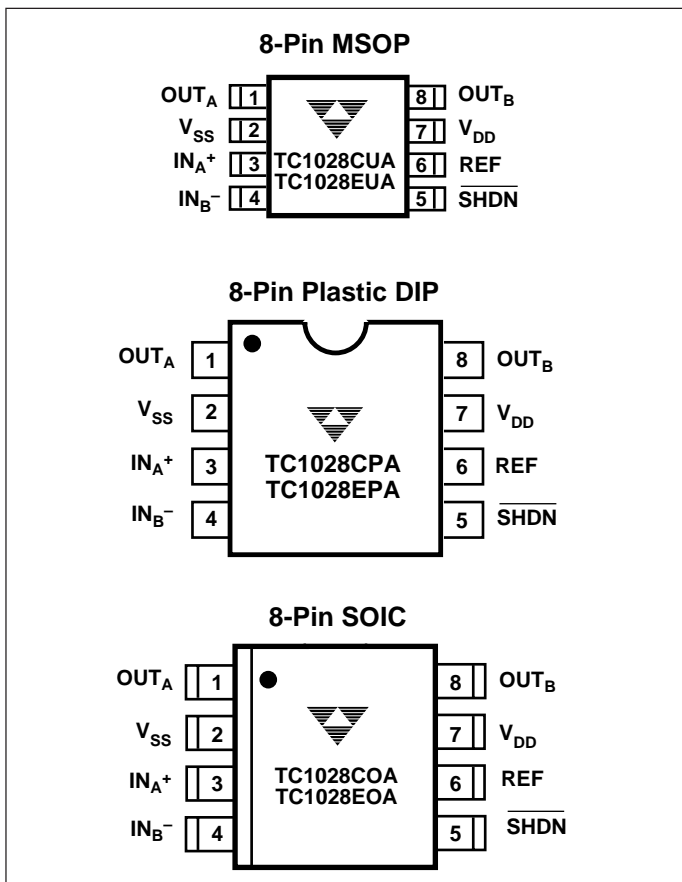 8-Pin MSOP
OUTA 1 8 OUTB
VSS 2 7 VDD
INA+ 3 6 REF
INB– 4 5 SHDN
TC1028CUA
TC1028EUA
8-Pin Plastic DIP
OUTA 1 8 OUTB
VSS 2 7 VDD
INA+ 3 6 REF
INB– 4 5 SHDN
TC1028CPA
TC1028EPA
8-Pin SOIC
OUTA 1 8 OUTB
VSS 2 7 VDD
INA+ 3 6 REF
INB– 4 5 SHDN
TC1028COA
TC1028EOA